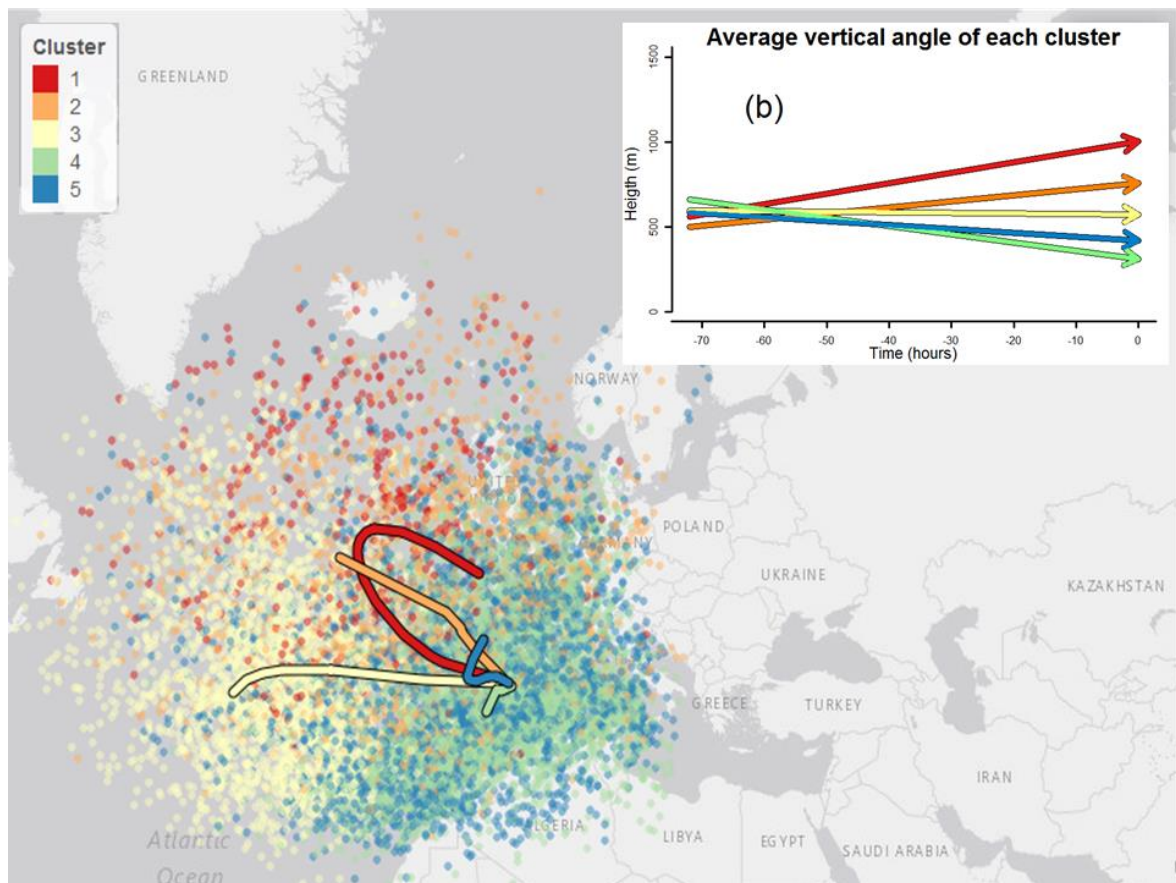 Cluster
1
2
3
4
5
GREENLAND
Average vertical angle of each cluster
(b)
Heigth (m)
1500
1000
500
0
-70 -60 -50 -40 -30 -20 -10 0
Time (hours)
NORWAY
POLAND
UKRAINE
KAZAKHSTAN
GREECE
TURKEY
IRAN
LIBYA
EGYPT
SAUDI ARABIA
Atlantic
Ocean